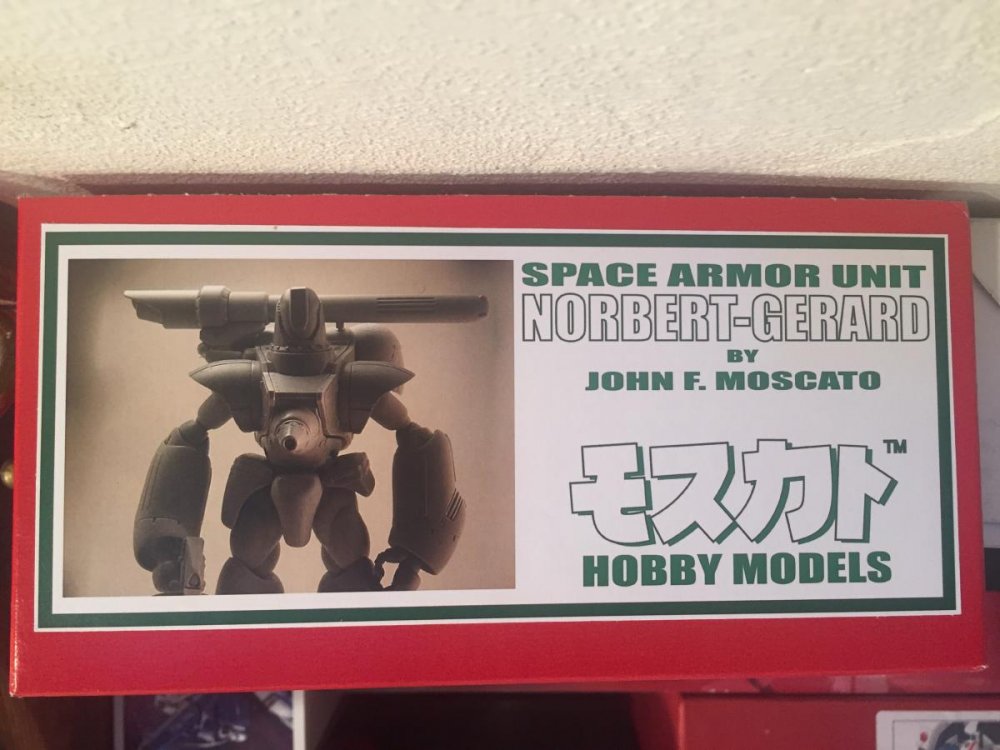 SPACE ARMOR UNIT
NORBERT-GERARD
BY
JOHN F. MOSCATO
モスカト™
HOBBY MODELS